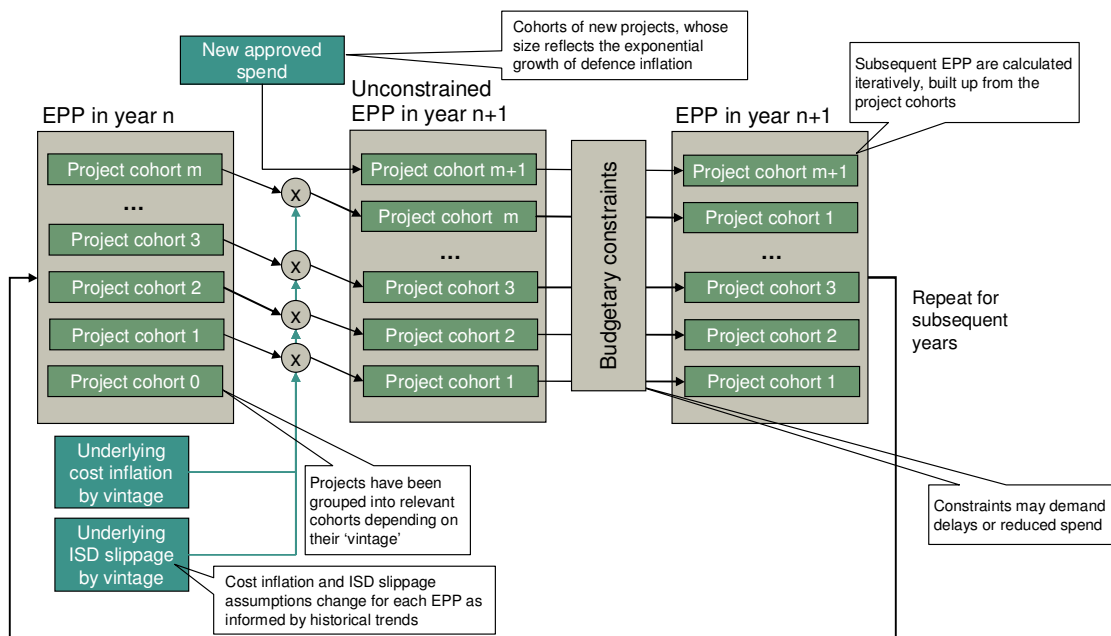 New approved
spend
Cohorts of new projects, whose
size reflects the exponential
growth of defence inflation
Subsequent EPP are calculated
iteratively, built up from the
project cohorts
EPP in year n
Unconstrained
EPP in year n+1
EPP in year n+1
Project cohort m
...
Project cohort 3
Project cohort 2
Project cohort 1
Project cohort 0
x
x
x
x
Project cohort m+1
Project cohort  m
...
Project cohort 3
Project cohort 2
Project cohort 1
Budgetary constraints
Project cohort m+1
Project cohort 1
...
Project cohort 3
Project cohort 2
Project cohort 1
Repeat for
subsequent
years
Underlying
cost inflation
by vintage
Underlying
ISD slippage
by vintage
Projects have been
grouped into relevant
cohorts depending on
their ‘vintage’
Constraints may demand
delays or reduced spend
Cost inflation and ISD slippage
assumptions change for each EPP as
informed by historical trends